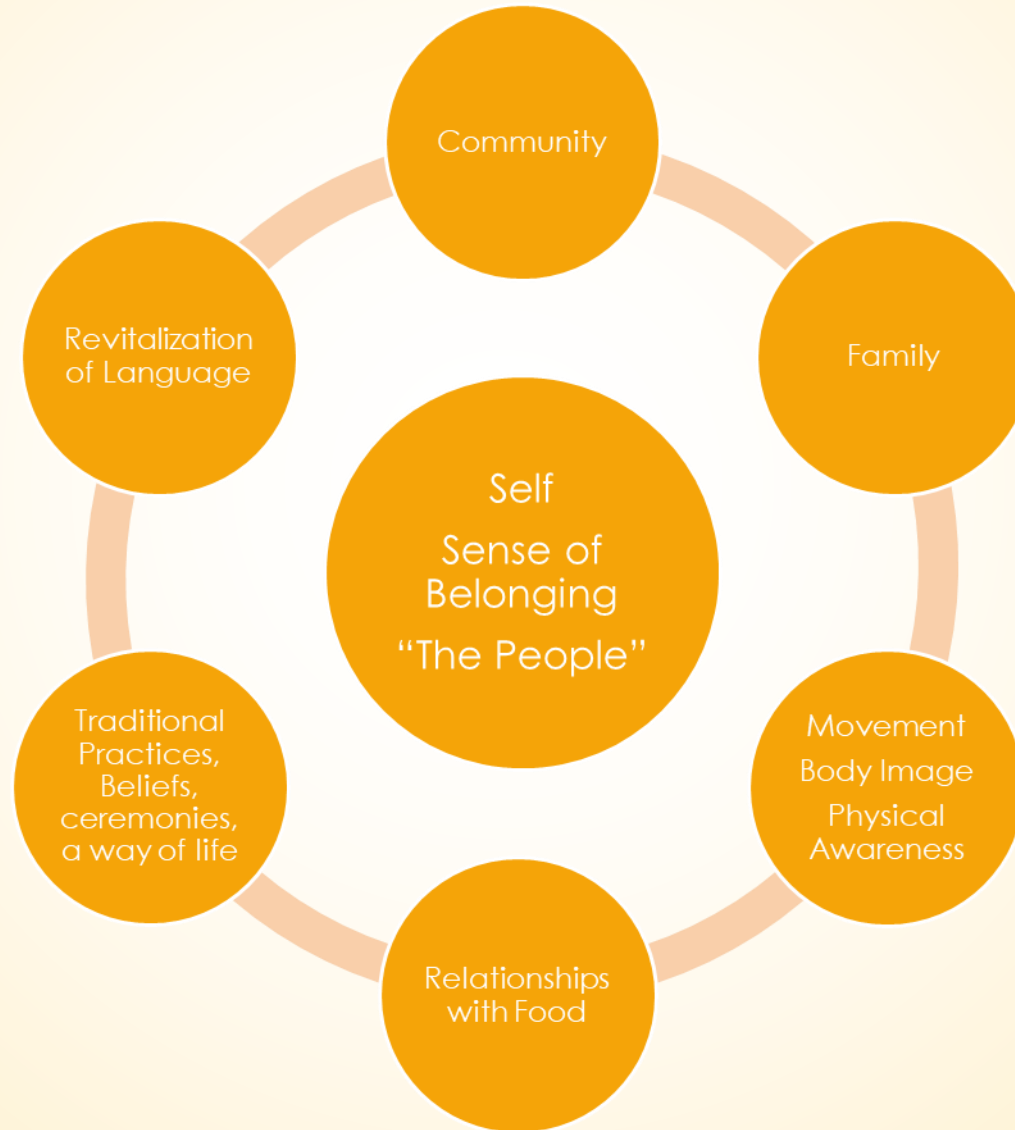 Community
Family
Movement
Body Image
Physical
Awareness
Relationships
with Food
Traditional
Practices,
Beliefs,
ceremonies,
a way of life
Revitalization
of Language
Self
Sense of
Belonging
“The People”